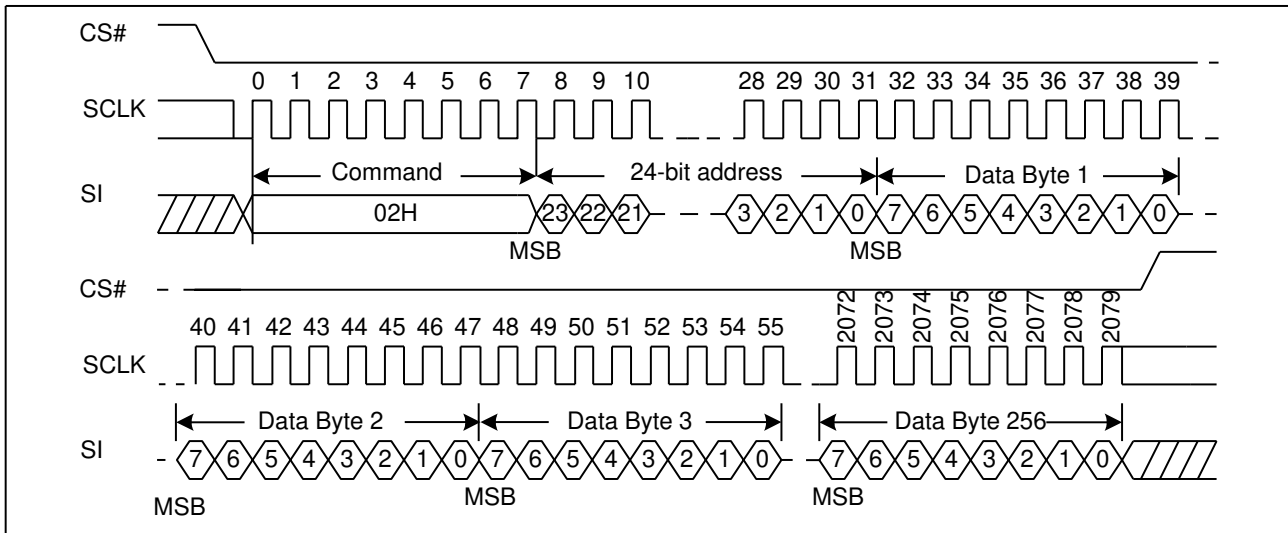 CS#
0 1 2 3 4 5 6 7 8 9 10 28 29 30 31 32 33 34 35 36 37 38 39
SCLK
Command 24-bit address Data Byte 1
SI
02H 23 22 21 3 2 1 0 7 6 5 4 3 2 1 0
MSB MSB
CS#
40 41 42 43 44 45 46 47 48 49 50 51 52 53 54 55 2072 2073 2074 2075 2076 2077 2078 2079
SCLK
Data Byte 2 Data Byte 3 Data Byte 256
SI
7 6 5 4 3 2 1 0 7 6 5 4 3 2 1 0 7 6 5 4 3 2 1 0
MSB MSB MSB